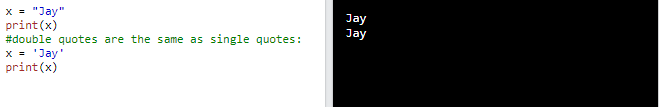 x = "Jay"
print(x)
#double quotes are the same as single quotes:
x = 'Jay'
print(x)
Jay
Jay